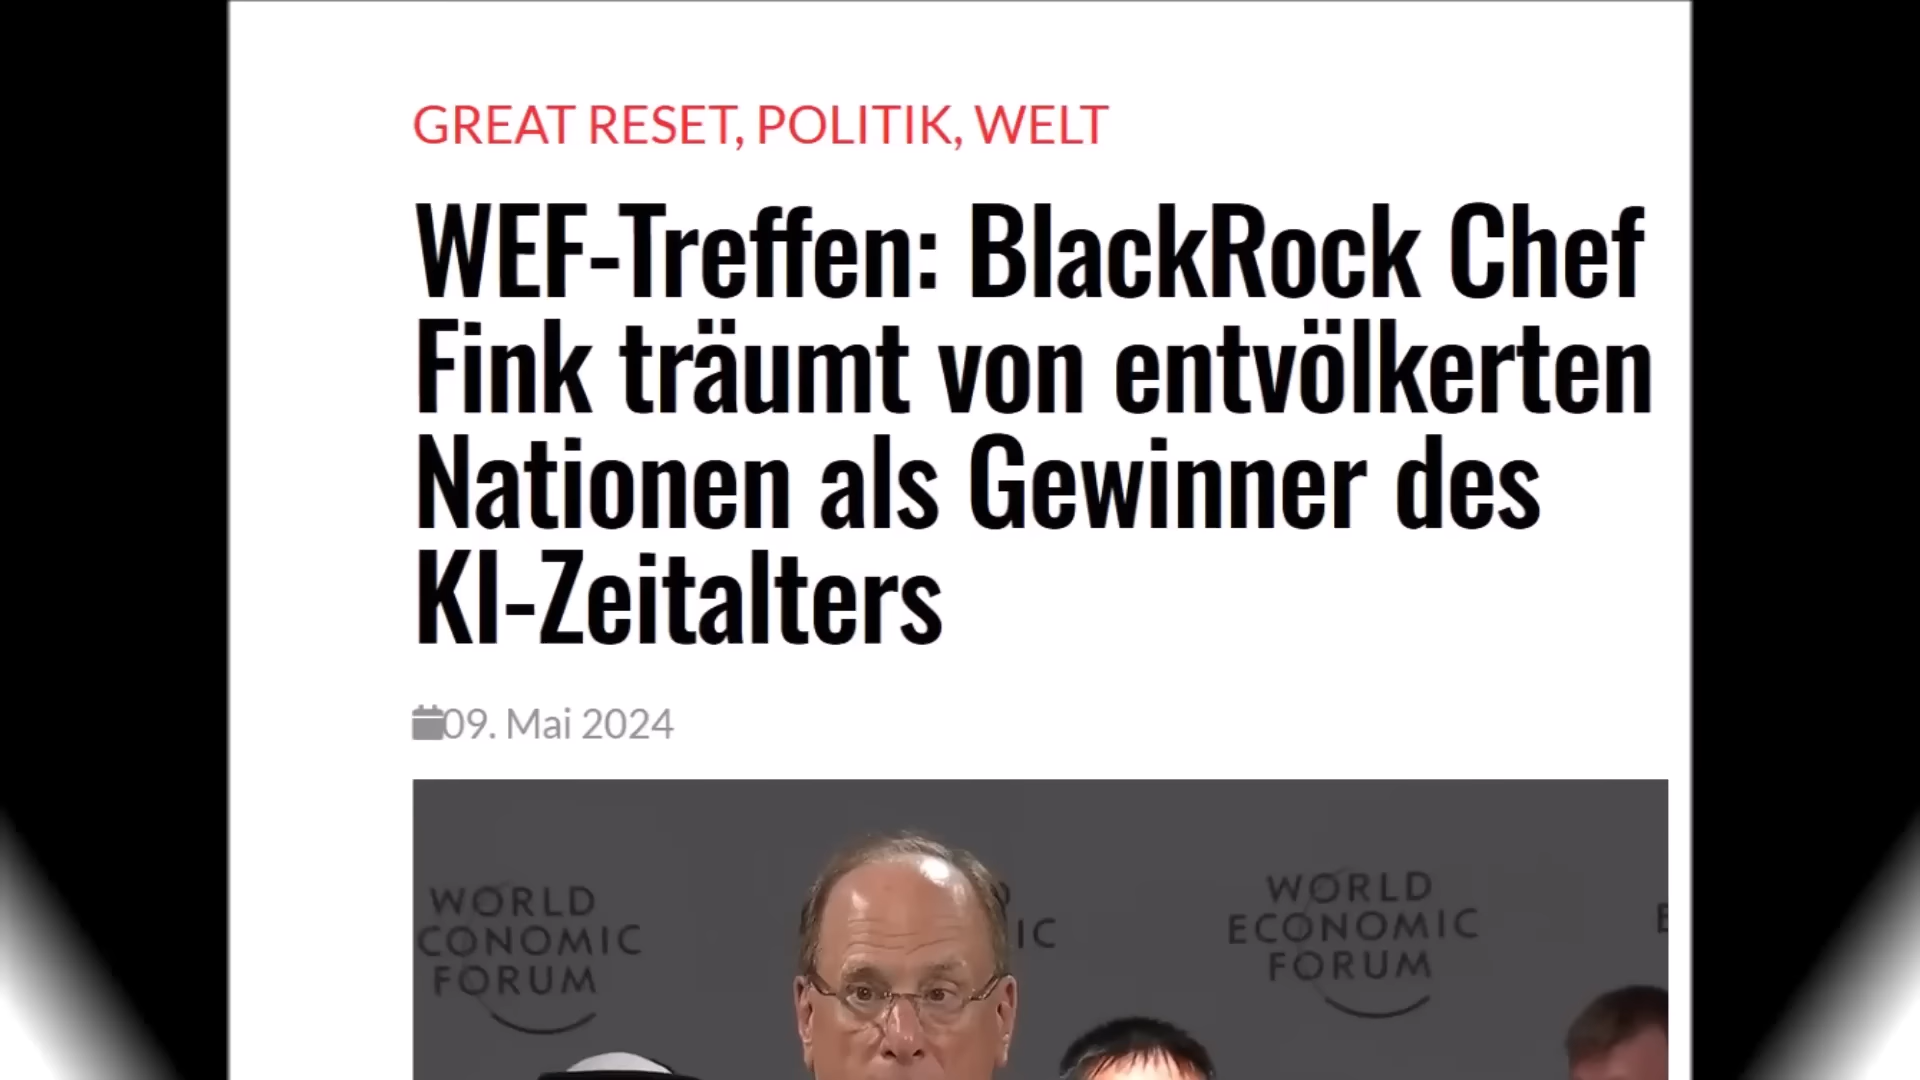 GREAT RESET, POLITIK, WELT
WEF-Treffen: BlackRock Chef
Fink träumt von entvölkerten
Nationen als Gewinner des
KI-Zeitalters
09. Mai 2024
WORLD
CONOMIC
FORUM
IC
WORLD
ECONOMIC
FORUM